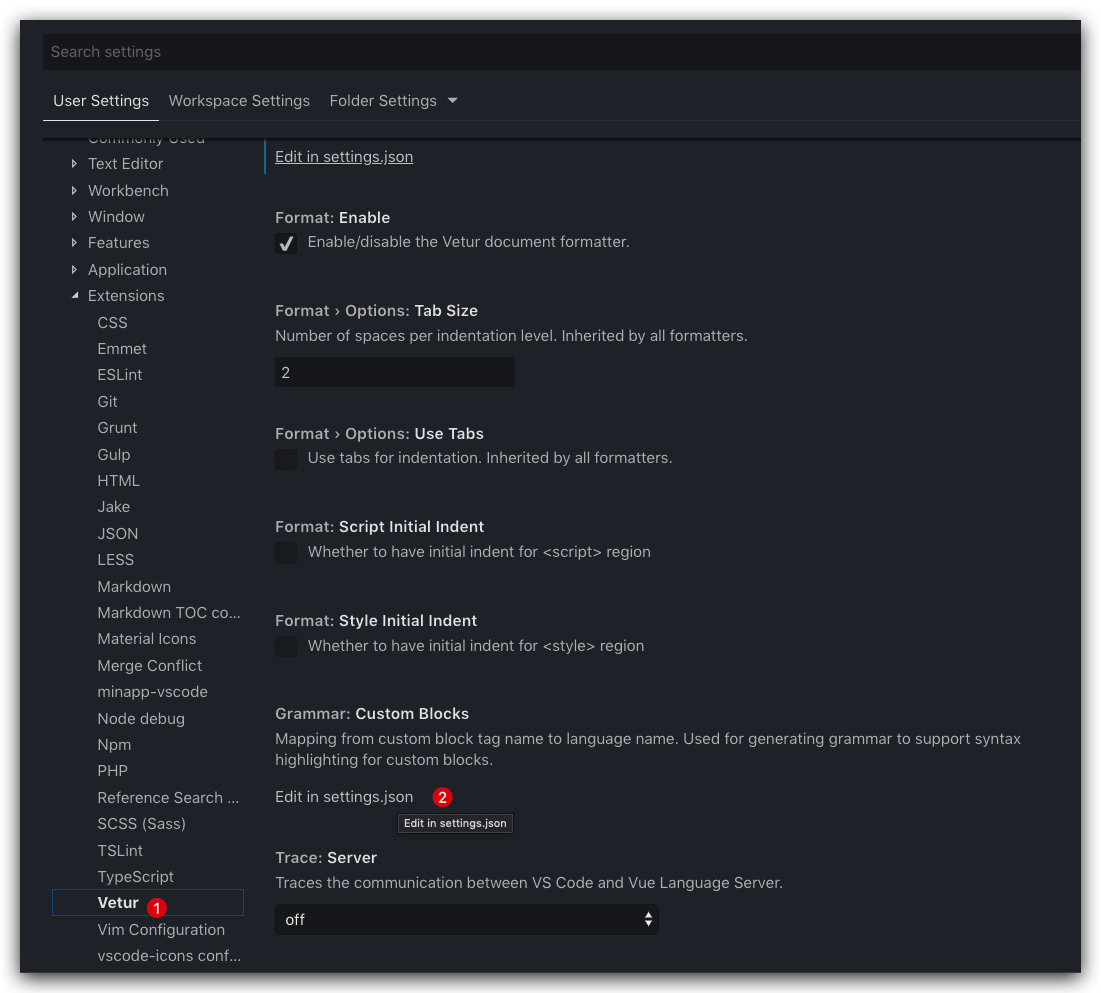 Search settings
User Settings Workspace Settings Folder Settings
Commonly Used
Text Editor
Workbench
Window
Features
Application
Extensions
CSS
Emmet
ESLint
Git
Grunt
Gulp
HTML
Jake
JSON
LESS
Markdown
Markdown TOC co...
Material Icons
Merge Conflict
minapp-vscode
Node debug
Npm
PHP
Reference Search ...
SCSS (Sass)
TSLint
TypeScript
Vetur 1
Vim Configuration
vscode-icons conf...
Edit in settings.json
Format: Enable
Enable/disable the Vetur document formatter.
Format › Options: Tab Size
Number of spaces per indentation level. Inherited by all formatters.
2
Format › Options: Use Tabs
Use tabs for indentation. Inherited by all formatters.
Format: Script Initial Indent
Whether to have initial indent for <script> region
Format: Style Initial Indent
Whether to have initial indent for <style> region
Grammar: Custom Blocks
Mapping from custom block tag name to language name. Used for generating grammar to support syntax
highlighting for custom blocks.
Edit in settings.json 2
Edit in settings.json
Trace: Server
Traces the communication between VS Code and Vue Language Server.
off